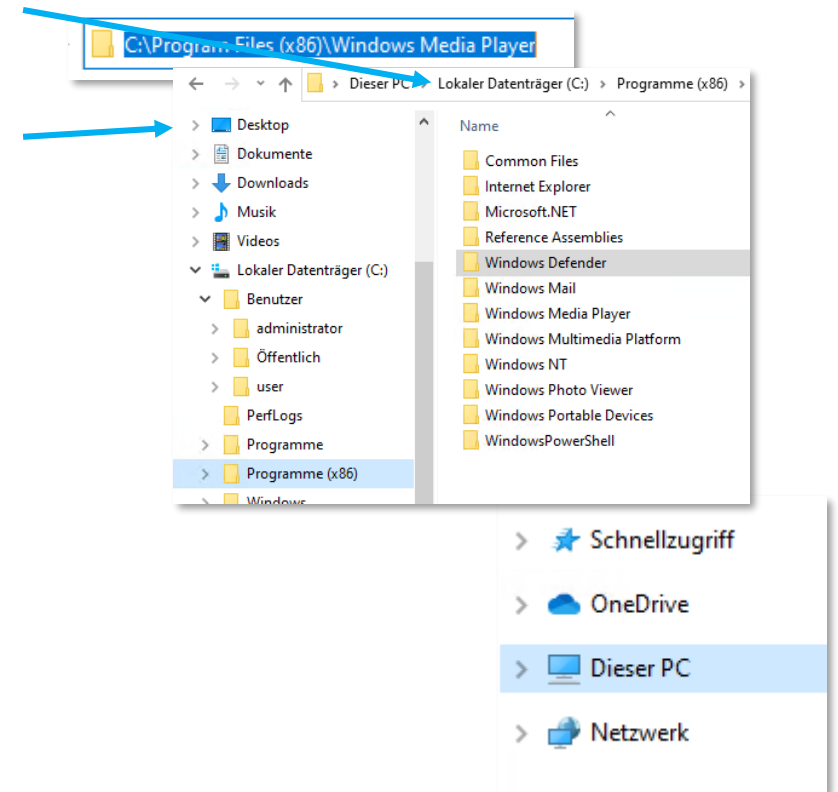 C:\Program Files (x86)\Windows Media Player
Dieser PC > Lokaler Datenträger (C:) > Programme (x86) >
Desktop
Dokumente
Downloads
Musik
Videos
Lokaler Datenträger (C:)
Benutzer
administrator
Öffentlich
user
PerfLogs
Programme
Programme (x86)
Windows
Name
Common Files
Internet Explorer
Microsoft.NET
Reference Assemblies
Windows Defender
Windows Mail
Windows Media Player
Windows Multimedia Platform
Windows NT
Windows Photo Viewer
Windows Portable Devices
WindowsPowerShell
Schnellzugriff
OneDrive
Dieser PC
Netzwerk